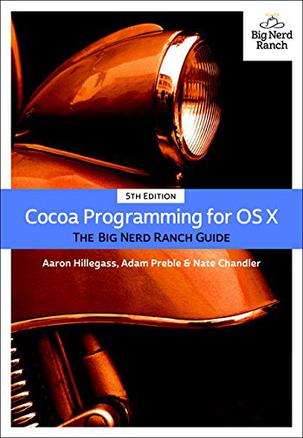 Big Nerd
Ranch
5TH EDITION
Cocoa Programming for OS X
THE BIG NERD RANCH GUIDE
Aaron Hillegass, Adam Preble & Nate Chandler